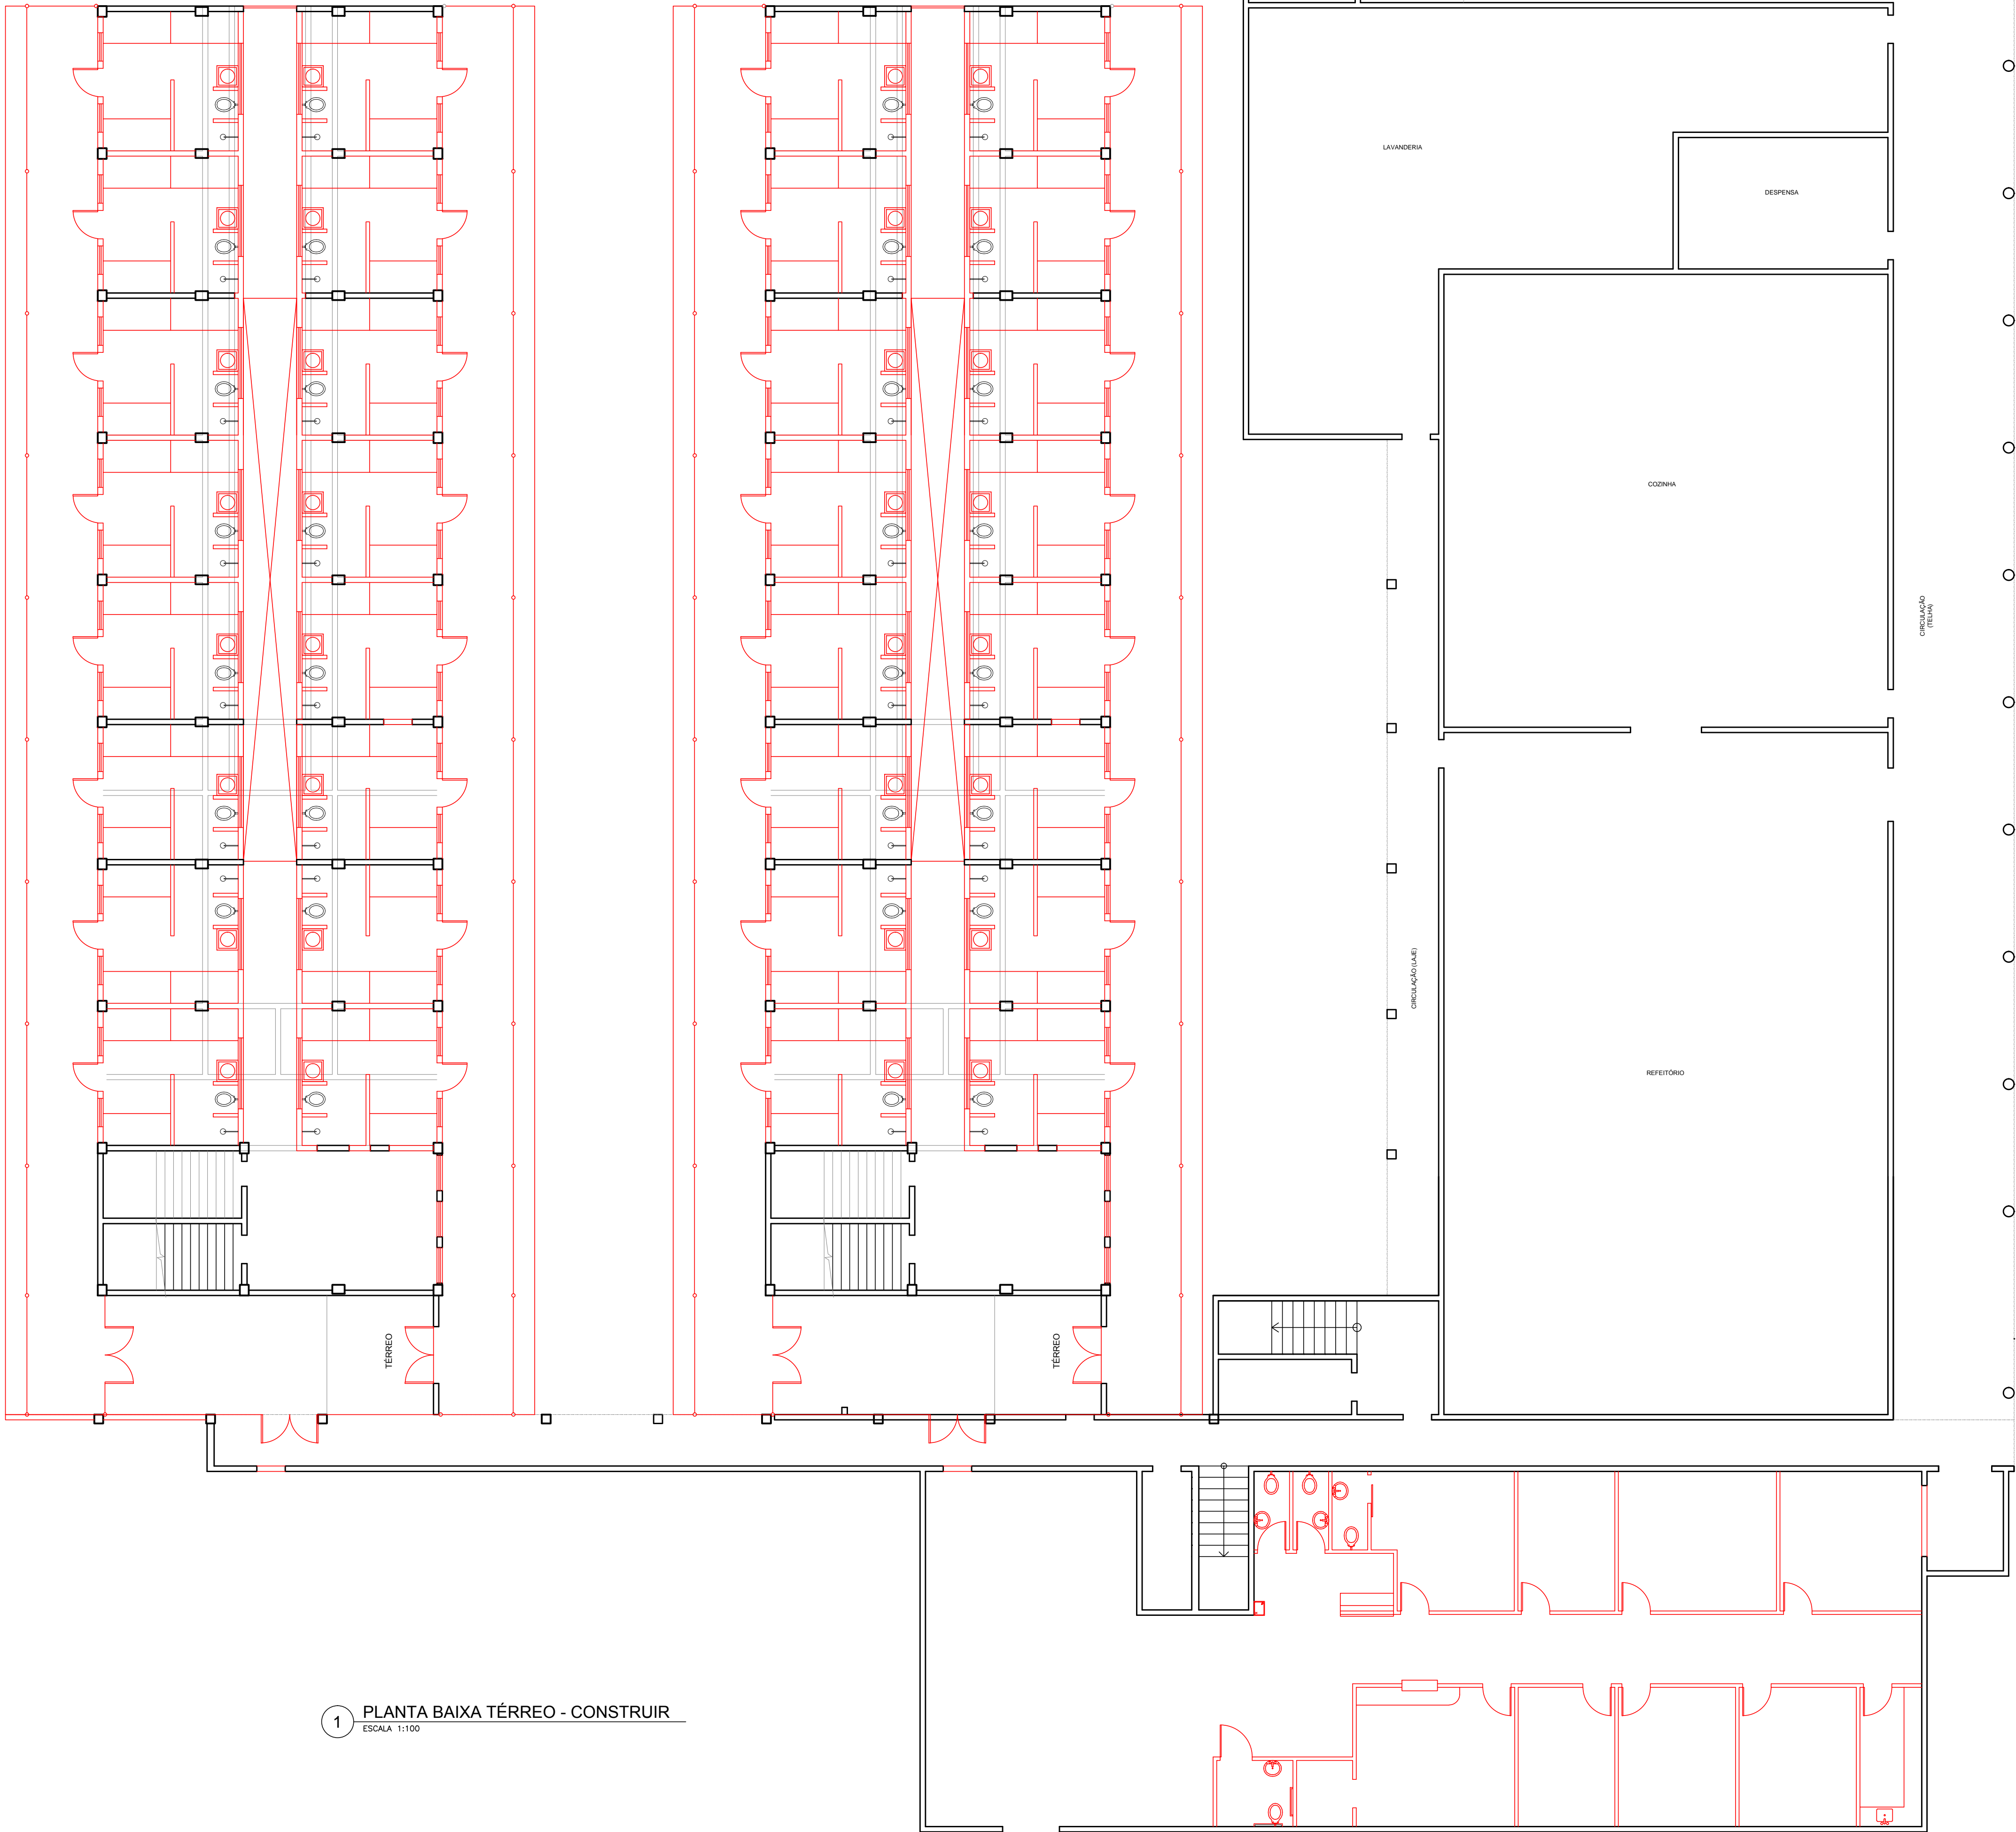 LAVANDERIA
DESPENSA
COZINHA
CIRCULAÇÃO
(TELHA)
CIRCULAÇÃO (LAJE)
REFEITÓRIO
TÉRREO
TÉRREO
1
PLANTA BAIXA TÉRREO - CONSTRUIR
ESCALA 1:100